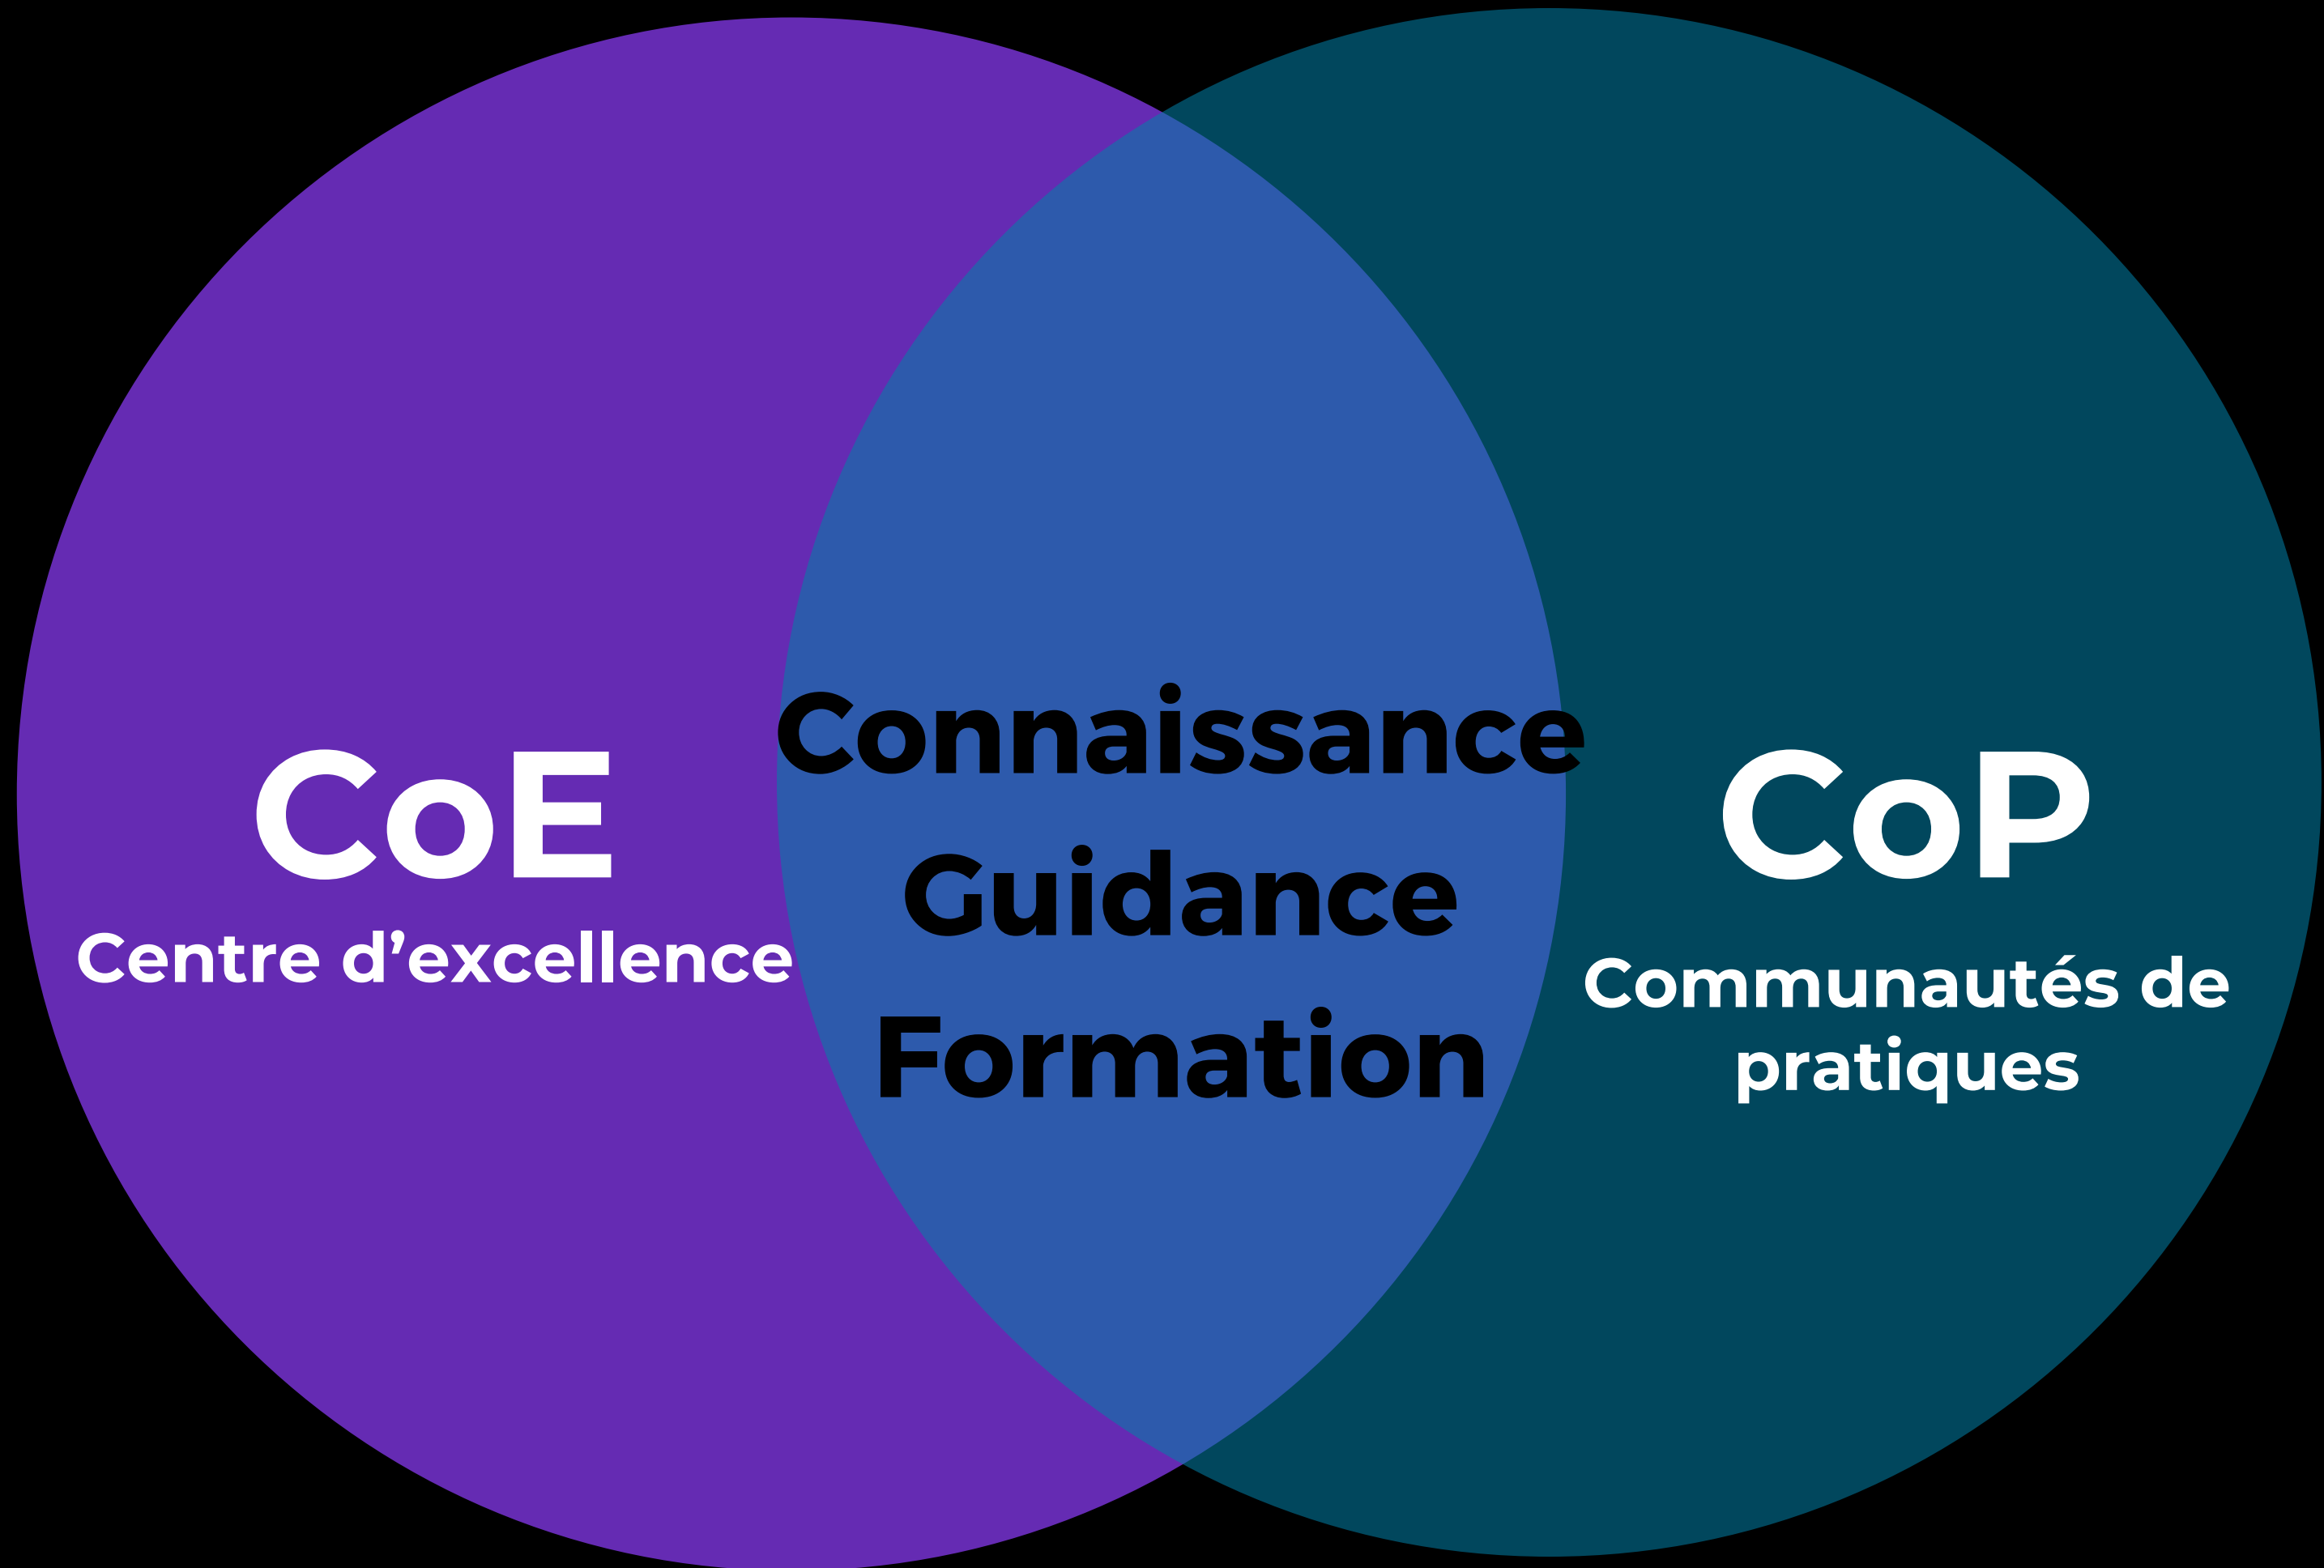 CoE
Centre d'excellence
Connaissance
Guidance
Formation
CoP
Communautés de
pratiques